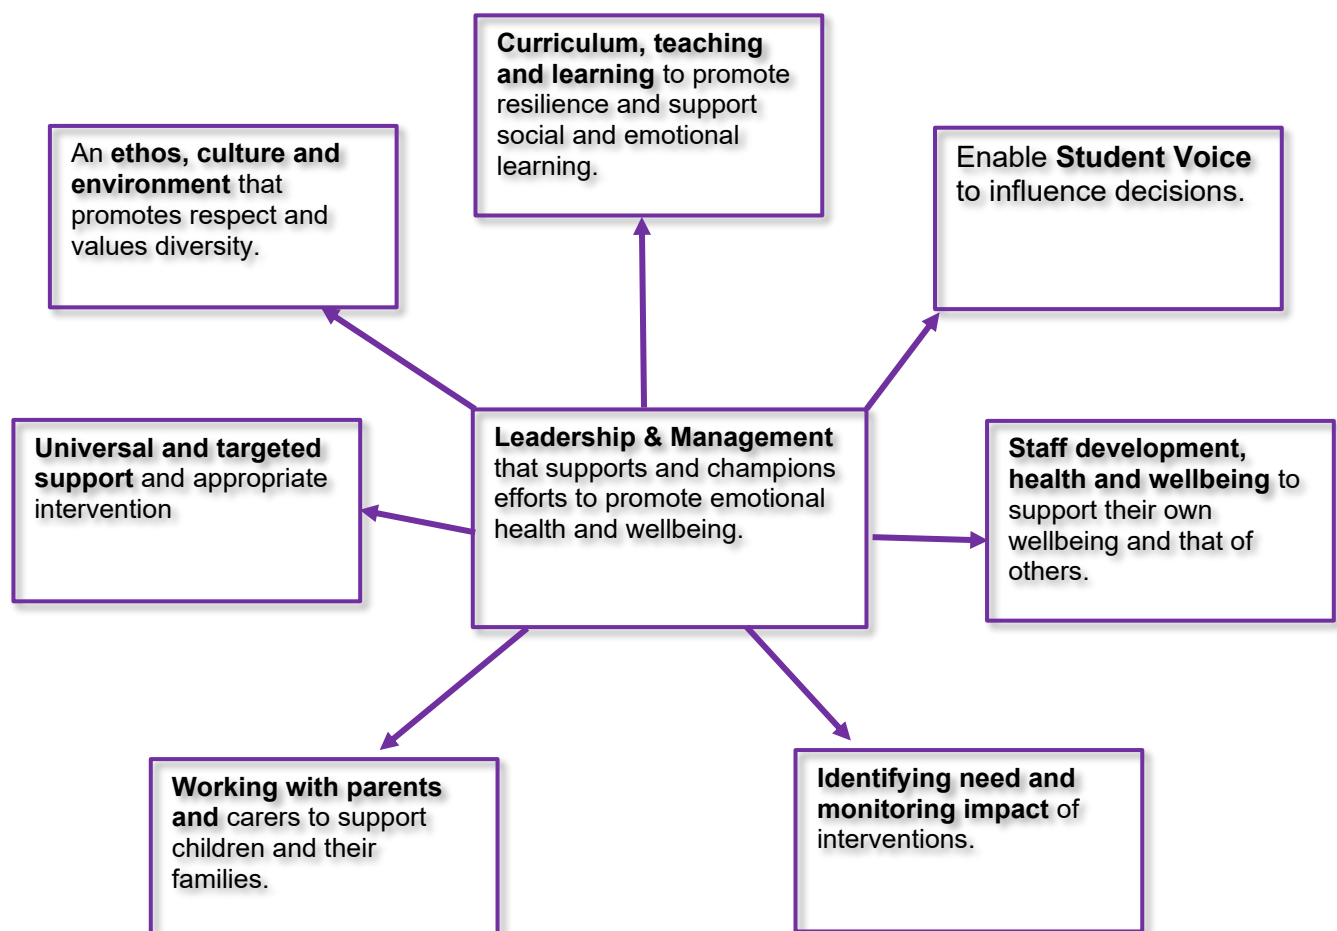 Curriculum, teaching
and learning to promote
resilience and support
social and emotional
learning.
An ethos, culture and
environment that
promotes respect and
values diversity.
Enable Student Voice
to influence decisions.
Universal and targeted
support and appropriate
intervention
Leadership & Management
that supports and champions
efforts to promote emotional
health and wellbeing.
Staff development,
health and wellbeing to
support their own
wellbeing and that of
others.
Working with parents
and carers to support
children and their
families.
Identifying need and
monitoring impact of
interventions.